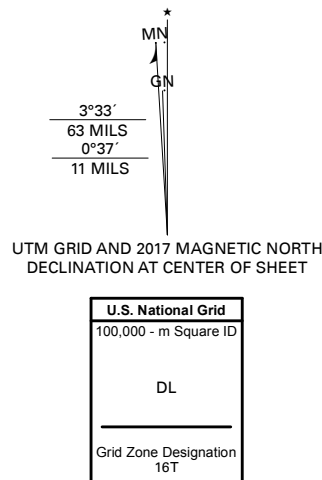 ★
MN
GN
3°33´
63 MILS
0°37´
11 MILS
UTM GRID AND 2017 MAGNETIC NORTH
DECLINATION AT CENTER OF SHEET
U.S. National Grid
100,000 - m Square ID
DL
Grid Zone Designation
16T